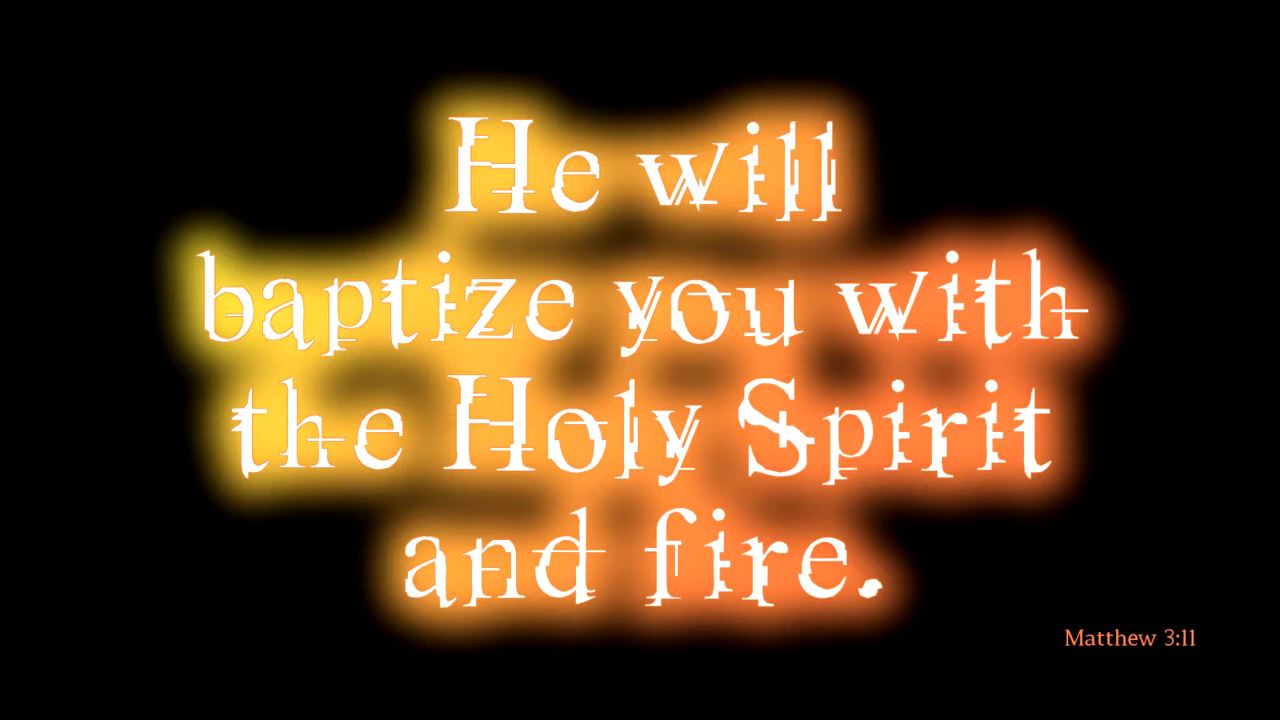 He will
baptize you with
the Holy Spirit
and fire.
Matthew 3:11